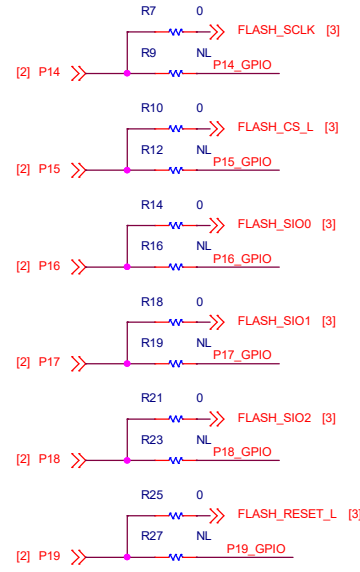 R7 0
FLASH_SCLK [3]
R9 NL
[2] P14 P14_GPIO
R10 0
FLASH_CS_L [3]
R12 NL
[2] P15 P15_GPIO
R14 0
FLASH_SIO0 [3]
R16 NL
[2] P16 P16_GPIO
R18 0
FLASH_SIO1 [3]
R19 NL
[2] P17 P17_GPIO
R21 0
FLASH_SIO2 [3]
R23 NL
[2] P18 P18_GPIO
R25 0
FLASH_RESET_L [3]
R27 NL
[2] P19 P19_GPIO